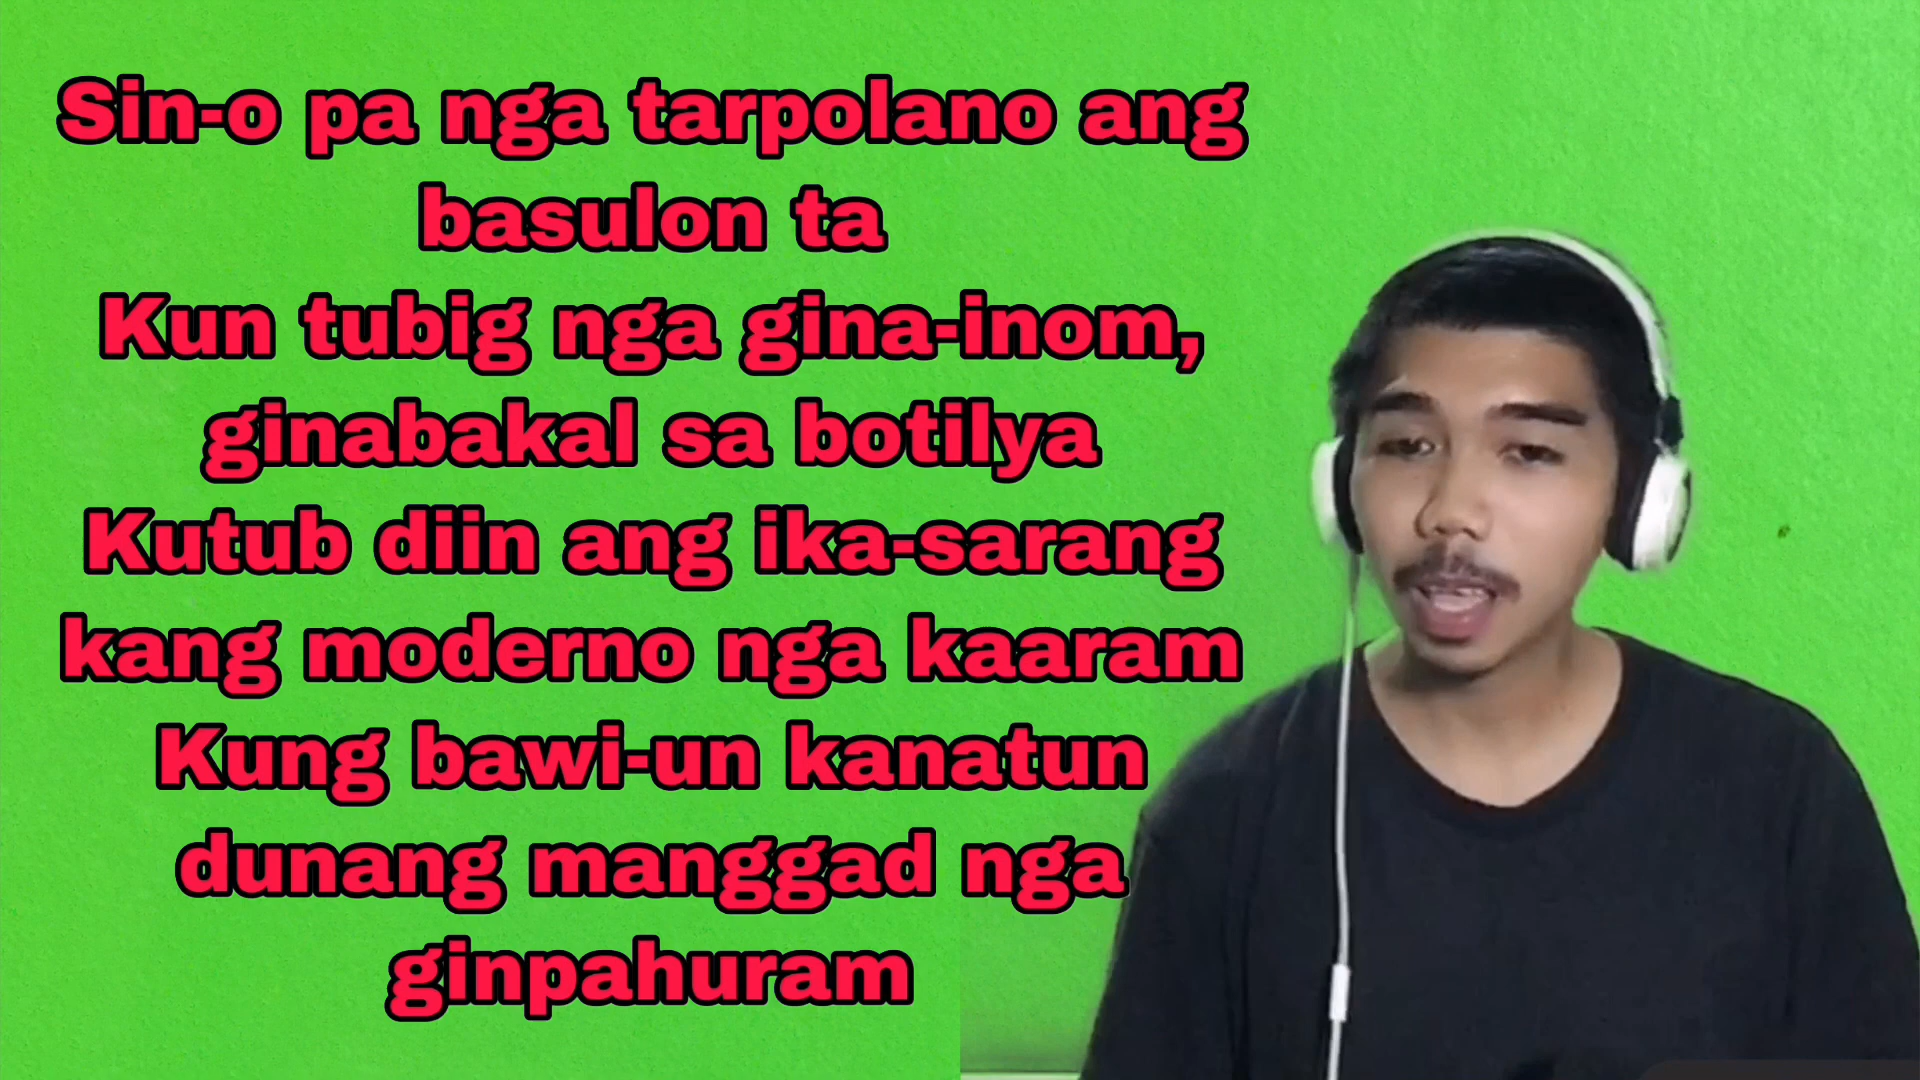 Sin-o pa nga tarpolano ang
basulon ta
Kun tubig nga gina-inom,
ginabakal sa botilya
Kutub diin ang ika-sarang
kang moderno nga kaaram
Kung bawi-un kanatun
dunang manggad nga
ginpahuram